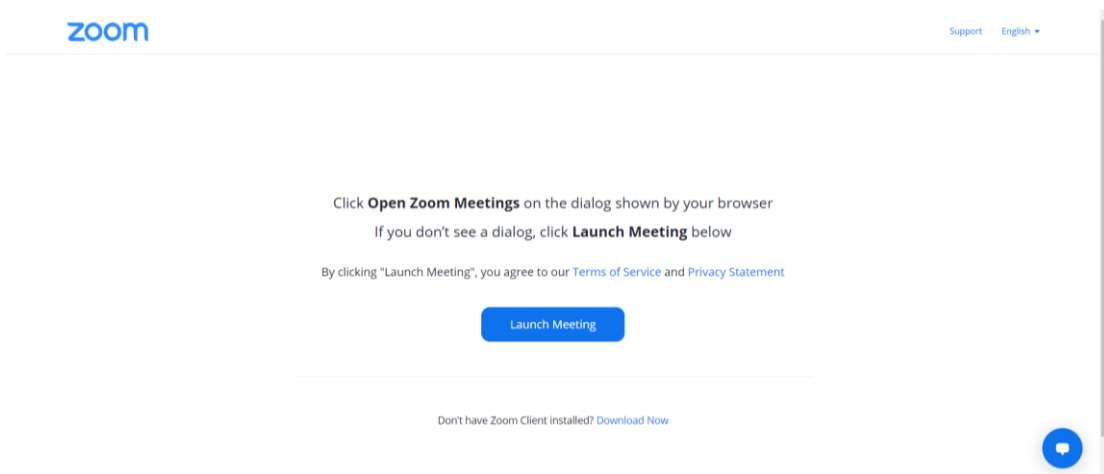 zoom
Support English
Click Open Zoom Meetings on the dialog shown by your browser
If you don't see a dialog, click Launch Meeting below
By clicking "Launch Meeting", you agree to our Terms of Service and Privacy Statement
Launch Meeting
Don't have Zoom Client installed? Download Now